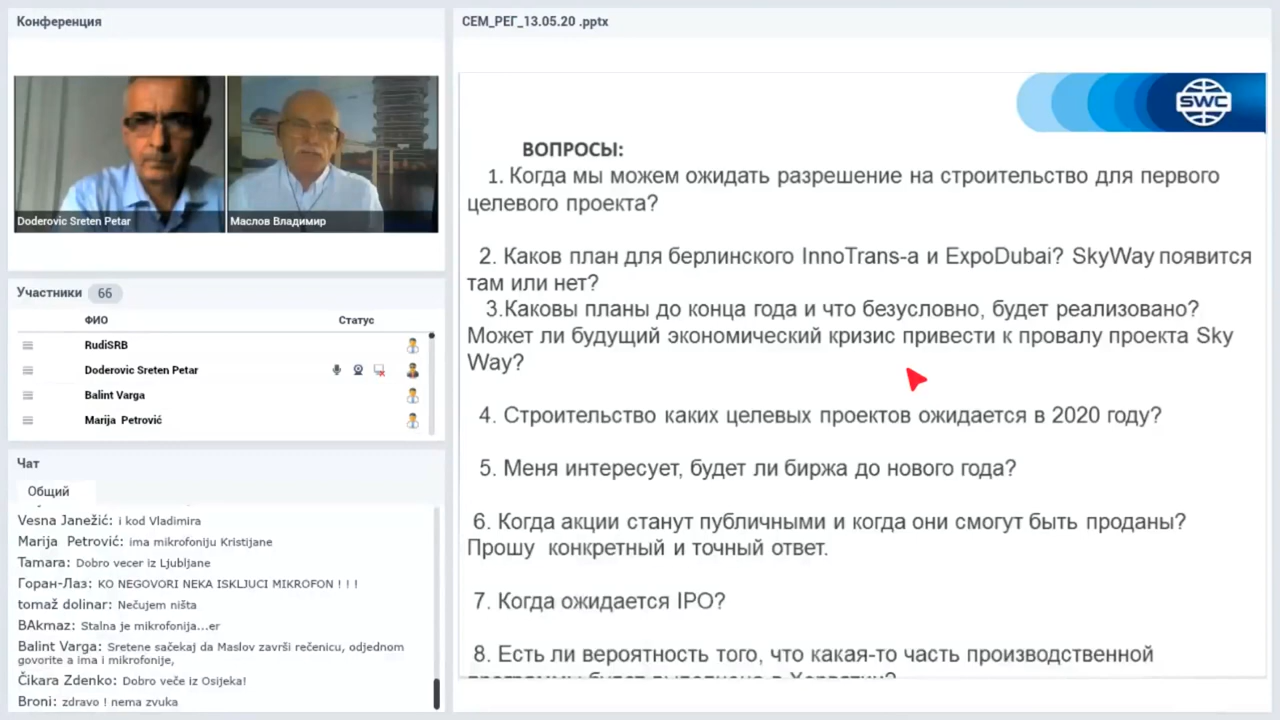 Конференция
Doderovic Sreten Petar
Маслов Владимир
Участники 66
ФИО Статус
RudiSRB
Doderovic Sreten Petar
Balint Varga
Marija Petrović
Чат
Общий
Vesna Janežić: i kod Vladimira
Marija Petrović: ima mikrofoniju Kristijane
Tamara: Dobro vecer iz Ljubljane
Горан-Лаз: KO NEGOVORI NEKA ISKLJUCI MIKROFON ! ! !
tomaž dolinar: Nečujem ništa
BAkmaz: Stalna je mikrofonija...er
Balint Varga: Sretene sačekaj da Maslov završi rečenicu, odjednom
govorite a ima i mikrofonije,
Čikara Zdenko: Dobro veče iz Osijeka!
Broni: zdravo ! nema zvuka
СЕМ_РЕГ_13.05.20 .pptx
SWC
ВОПРОСЫ:
1. Когда мы можем ожидать разрешение на строительство для первого
целевого проекта?
2. Каков план для берлинского InnoTrans-а и ExpoDubai? SkyWay появится
там или нет?
3.Каковы планы до конца года и что безусловно, будет реализовано?
Может ли будущий экономический кризис привести к провалу проекта Sky
Way?
4. Строительство каких целевых проектов ожидается в 2020 году?
5. Меня интересует, будет ли биржа до нового года?
6. Когда акции станут публичными и когда они смогут быть проданы?
Прошу конкретный и точный ответ.
7. Когда ожидается IPO?
8. Есть ли вероятность того, что какая-то часть производственной